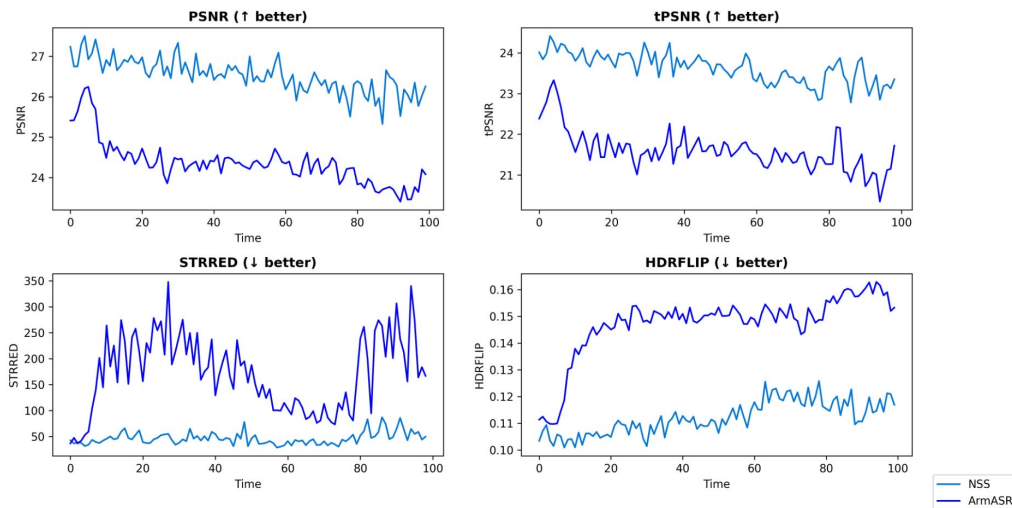 PSNR (↑ better)
27
26
25
24
PSNR
0 20 40 60 80 100
Time
tPSNR (↑ better)
24
23
22
21
tPSNR
0 20 40 60 80 100
Time
STRRED (↓ better)
350
300
250
200
150
100
50
STRRED
0 20 40 60 80 100
Time
HDRFLIP (↓ better)
0.16
0.15
0.14
0.13
0.12
0.11
0.10
HDRFLIP
0 20 40 60 80 100
Time
NSS
ArmASR